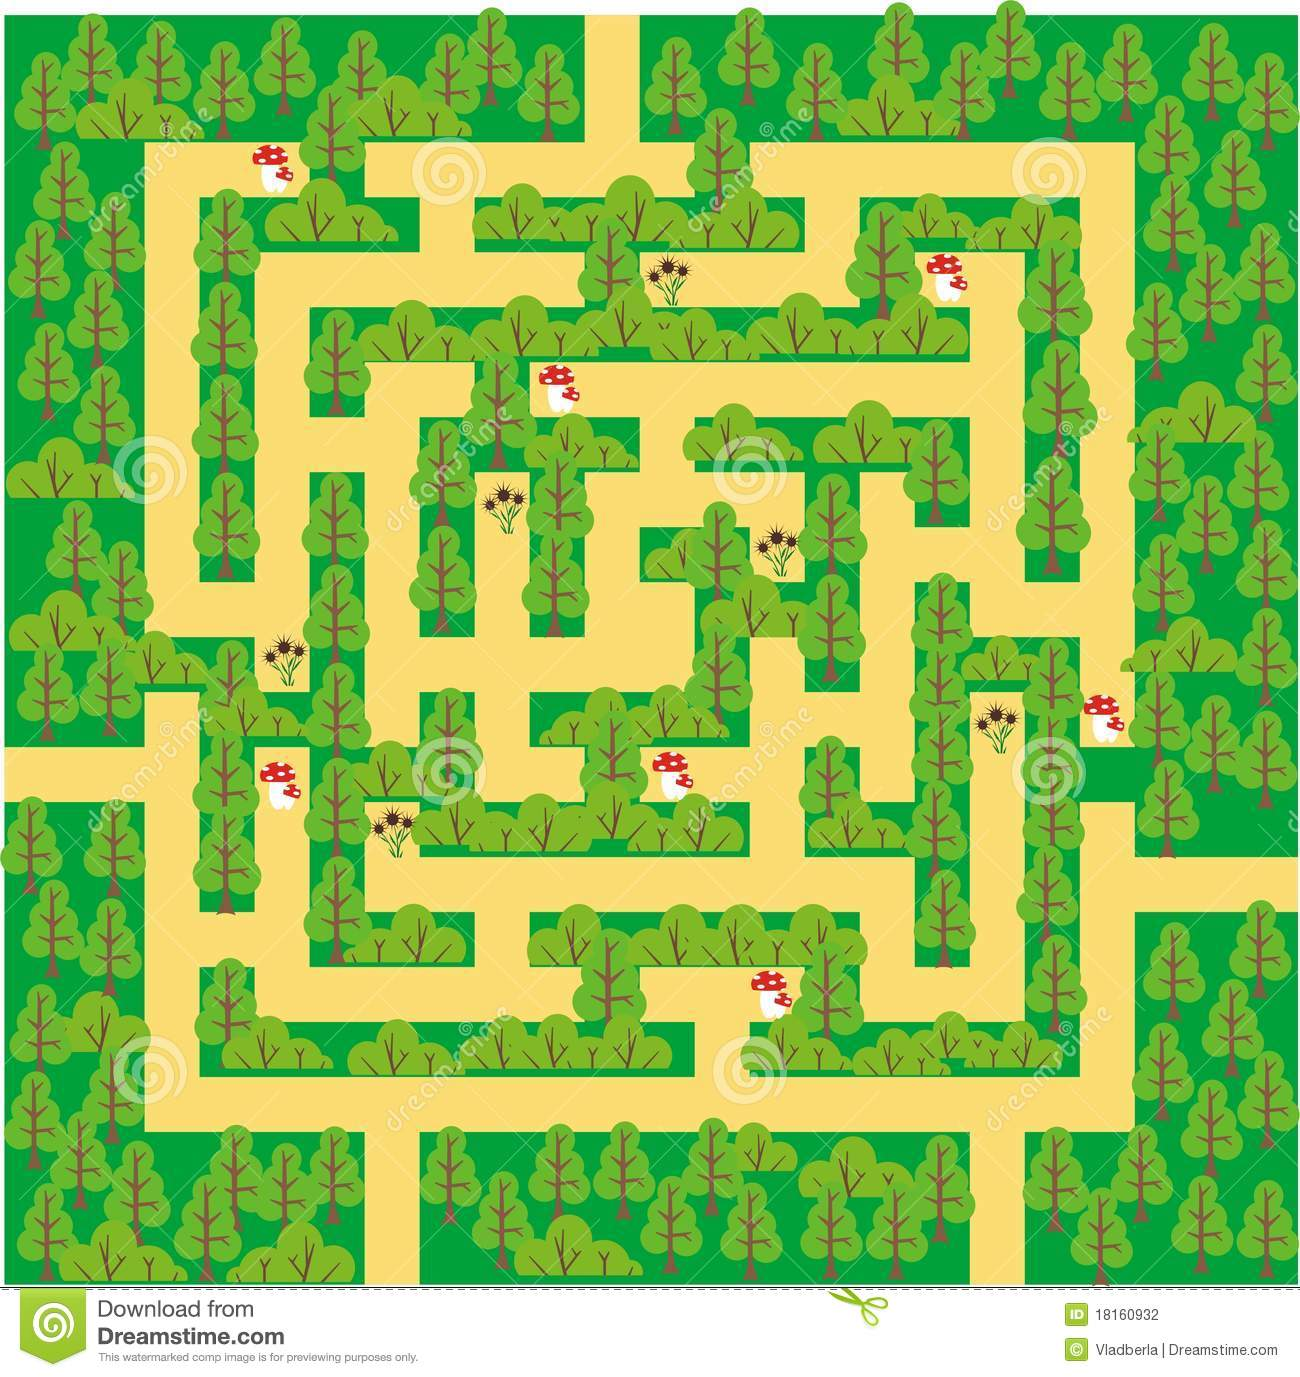 Download from
Dreamstime.com
This watermarked comp image is for previewing purposes only.
ID 18160932
© Vladberla | Dreamstime.com